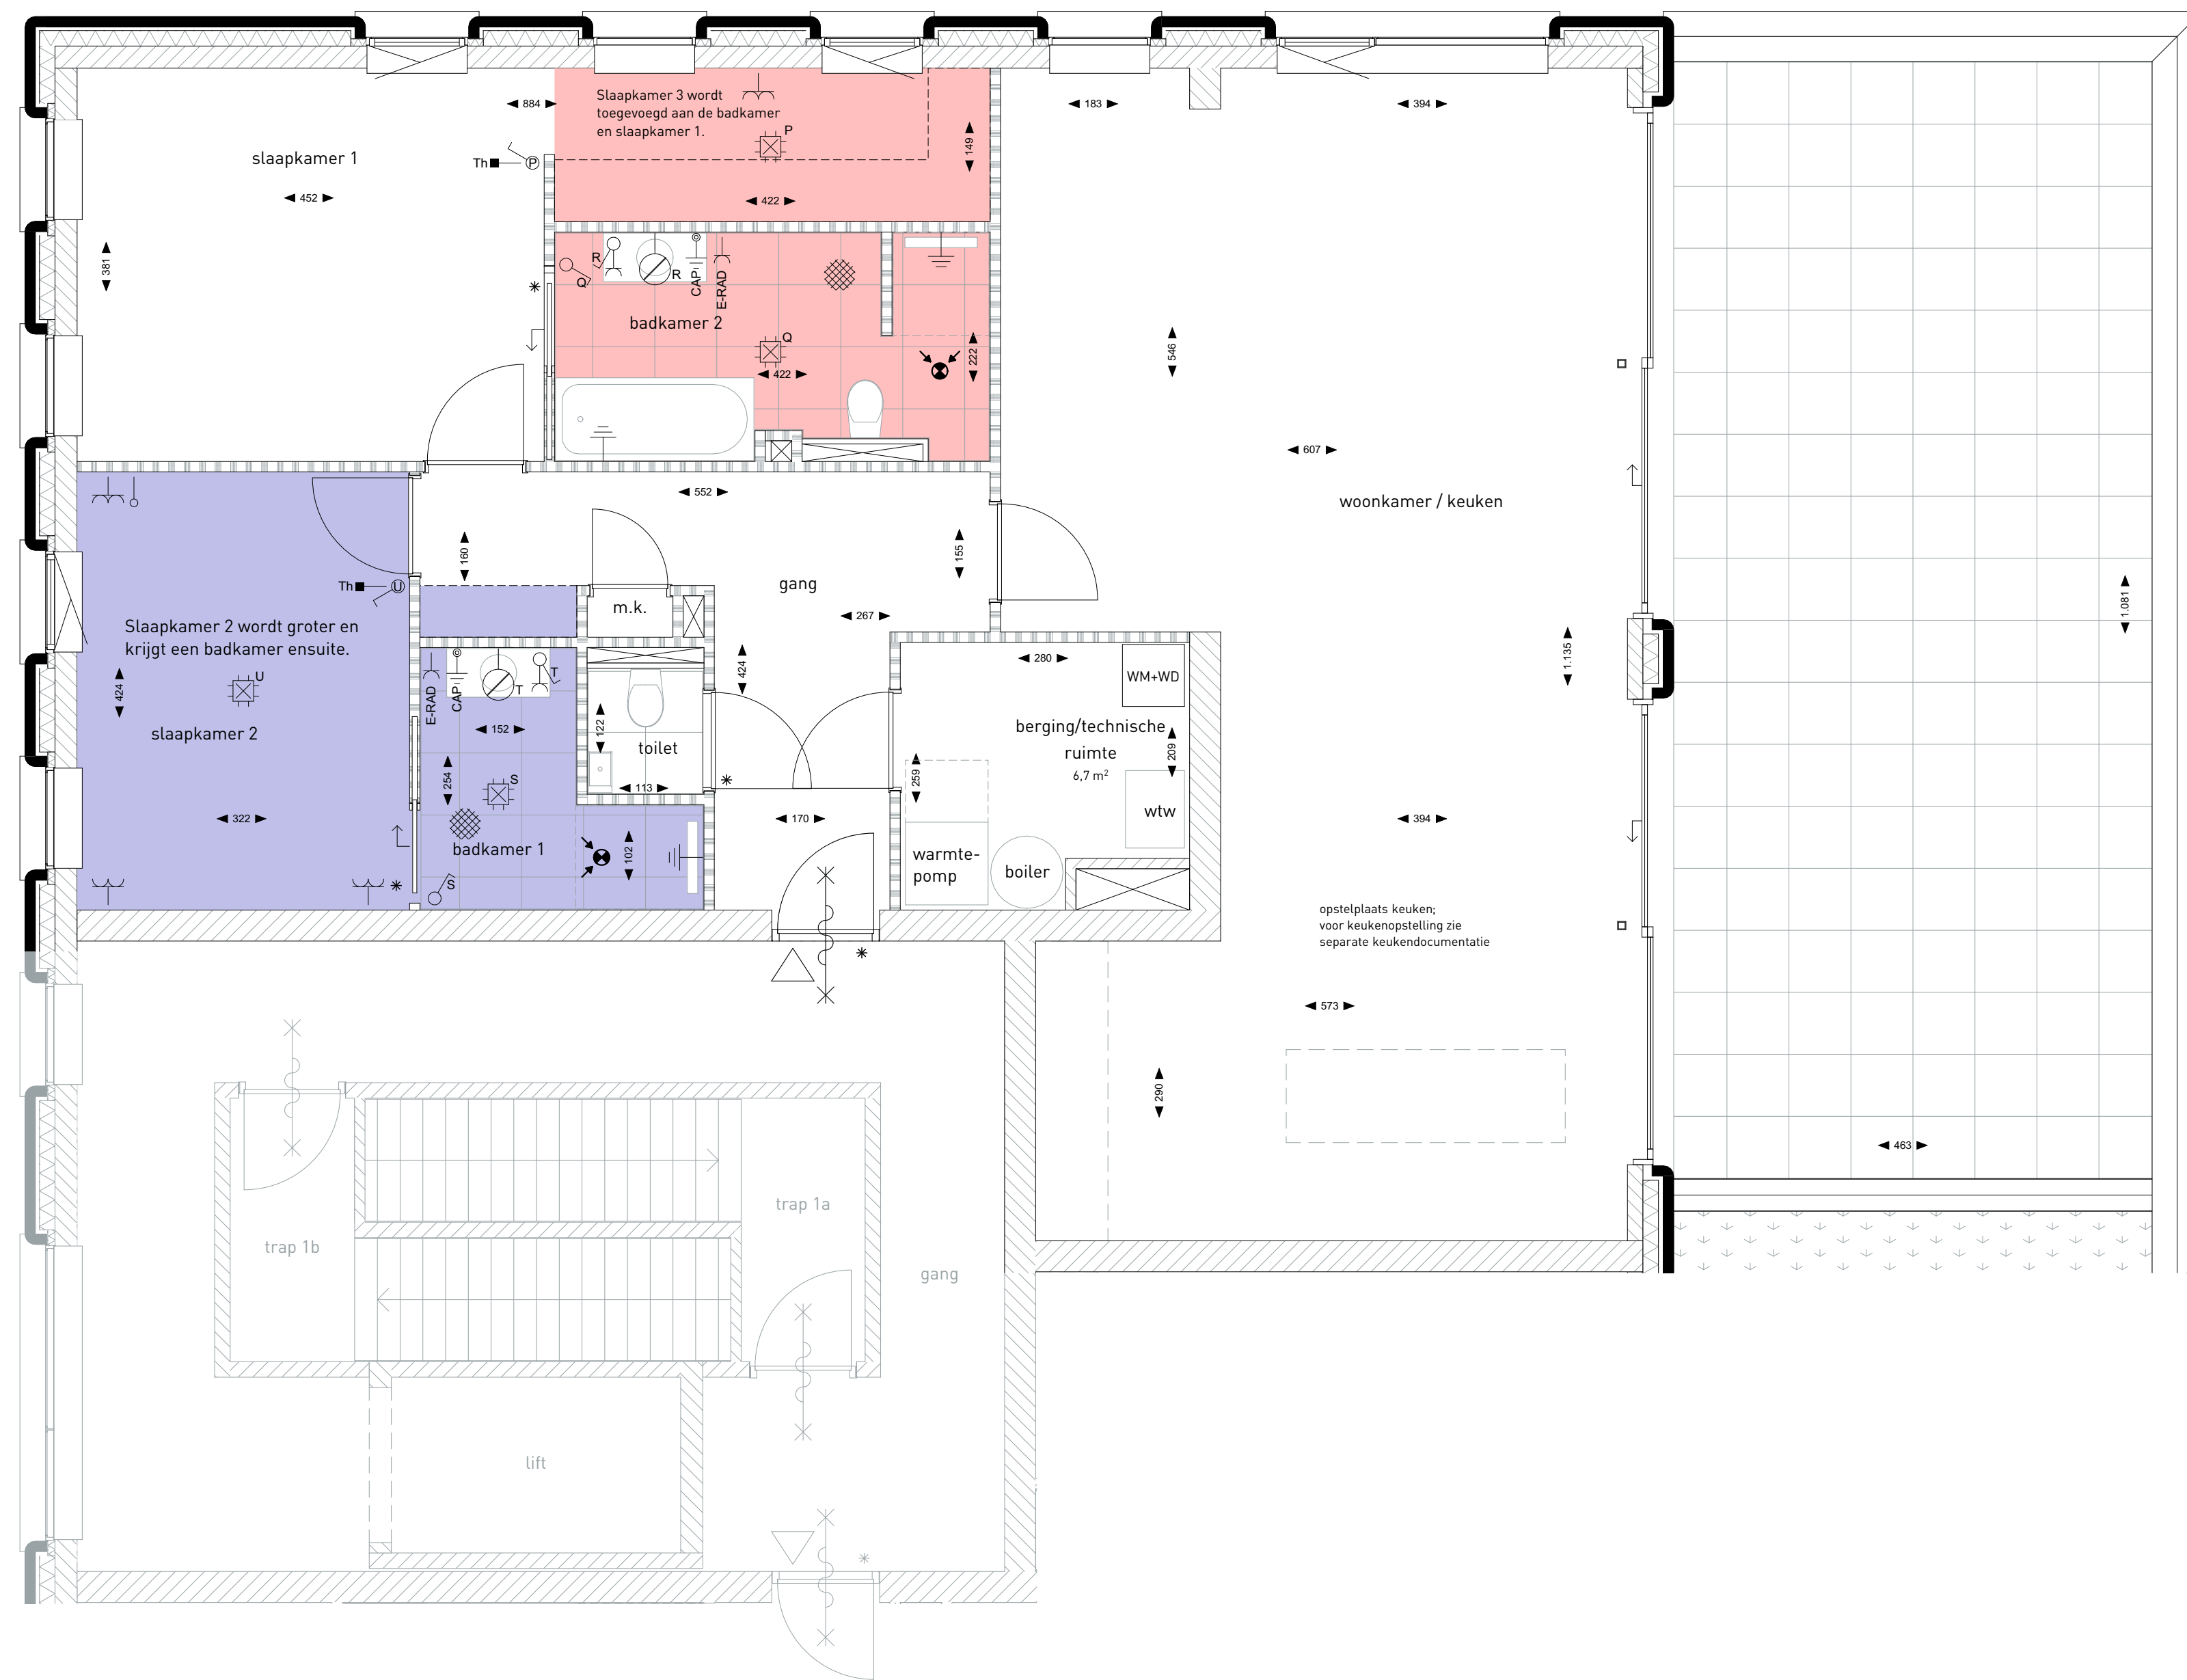 884
Slaapkamer 3 wordt
toegevoegd aan de badkamer
en slaapkamer 1.
183
394
P
149
slaapkamer 1
Th
P
452
422
381
R
Q
R
CAP
E-RAD
badkamer 2
Q
422
222
546
607
552
woonkamer / keuken
160
155
gang
Th
U
m.k.
267
1.081
Slaapkamer 2 wordt groter en
krijgt een badkamer ensuite.
U
424
slaapkamer 2
E-RAD
CAP
T
T
152
122
toilet
424
280
WM+WD
1.135
berging/technische
ruimte
6,7 m²
209
254
S
113
259
322
170
394
wtw
badkamer 1
102
S
warmte-
pomp
boiler
opstelplaats keuken;
voor keukenopstelling zie
separate keukendocumentatie
573
290
463
trap 1a
trap 1b
gang
lift